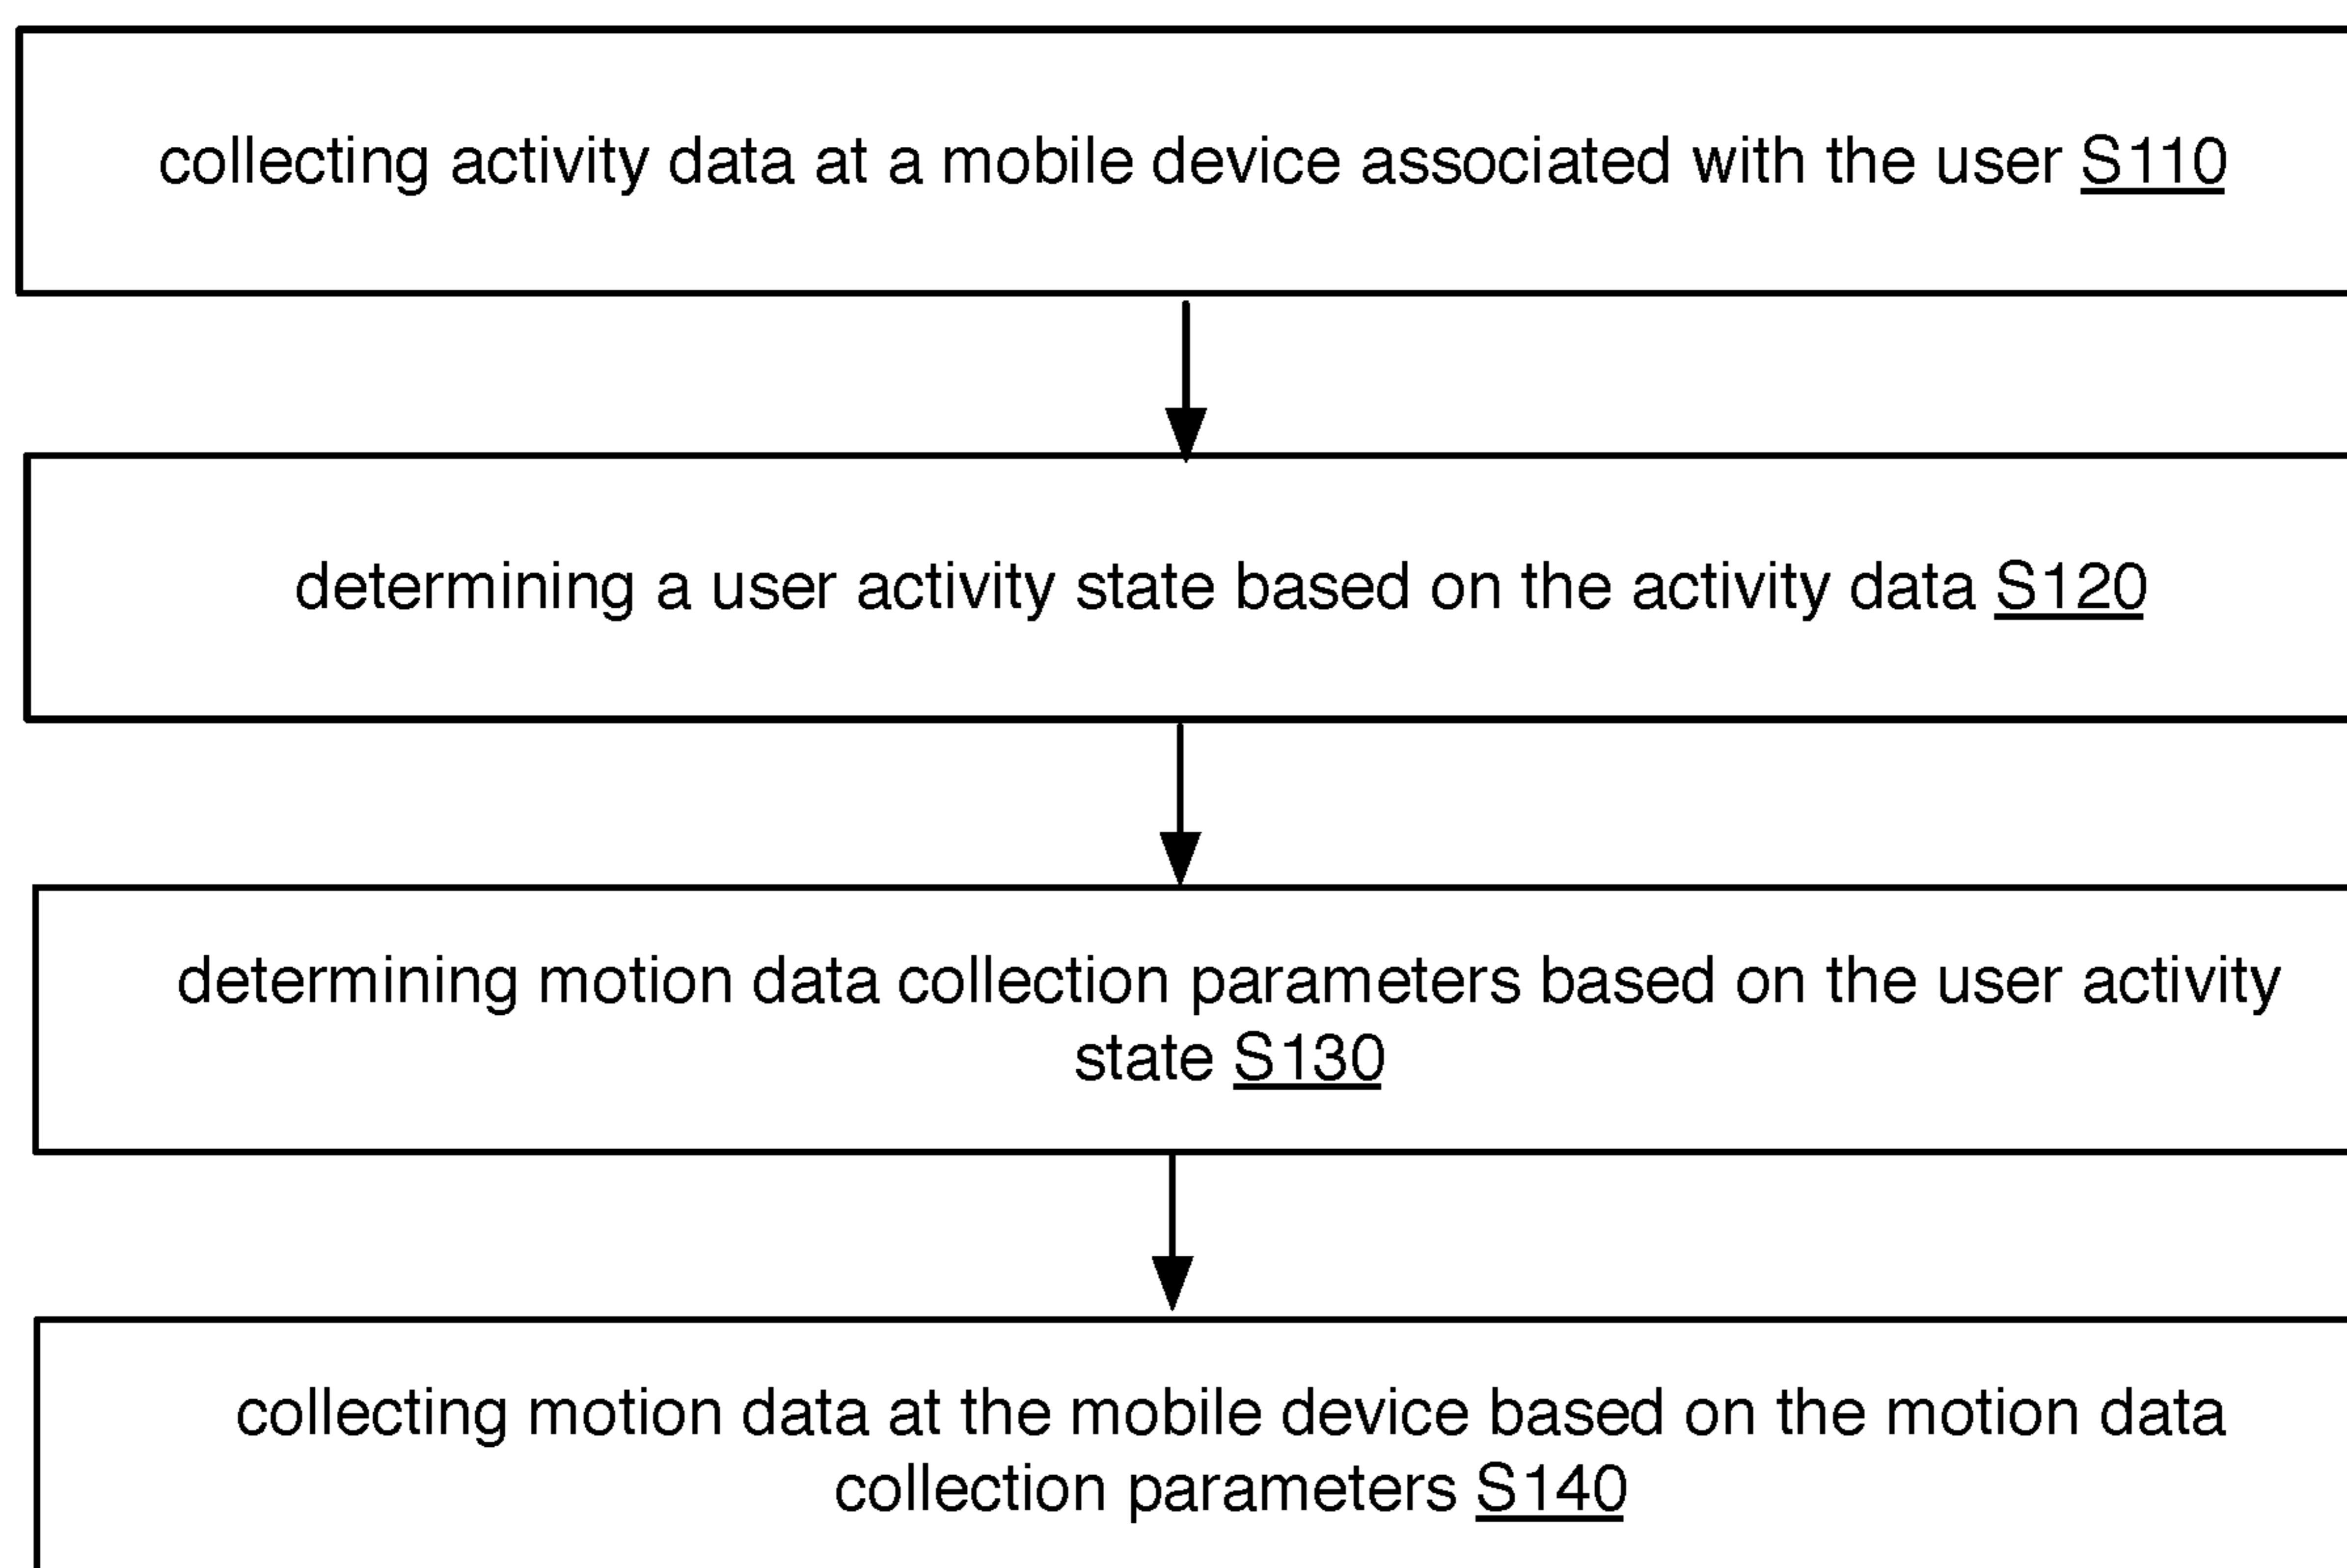 collecting activity data at a mobile device associated with the user S110
determining a user activity state based on the activity data S120
determining motion data collection parameters based on the user activity
state S130
collecting motion data at the mobile device based on the motion data
collection parameters S140